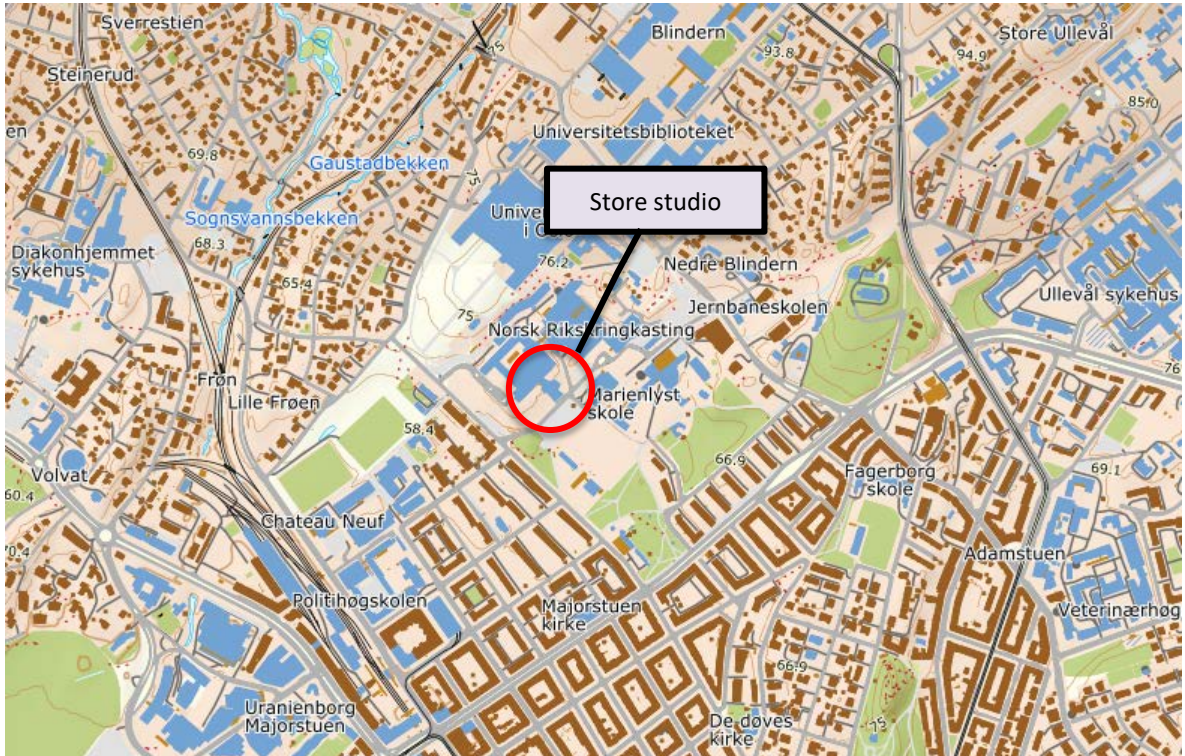 Sverrestien
Blindern
Store Ullevål
75
93.8
94.9
Steinerud
85.0
en
Universitetsbiblioteket
69.8
Gaustadbekken
75
Store studio
Sognsvannsbekken
Univer
i O
68.3
Diakonhjemmet
sykehus
76.2
Nedre Blindern
65.4
Ullevål sykehus
Jernbaneskolen
75
Norsk Rikskringkasting
76
Frøn
Lille Frøen
Marienlyst
skole
58.4
66.9
Volvat
Fagerborg
skole
69.1
60.4
Chateau Neuf
70.4
Adamstuen
Politihøgskolen
Majorstuen
kirke
Veterinærhøg
66.9
Uranienborg
Majorstuen
De døves
kirke
75